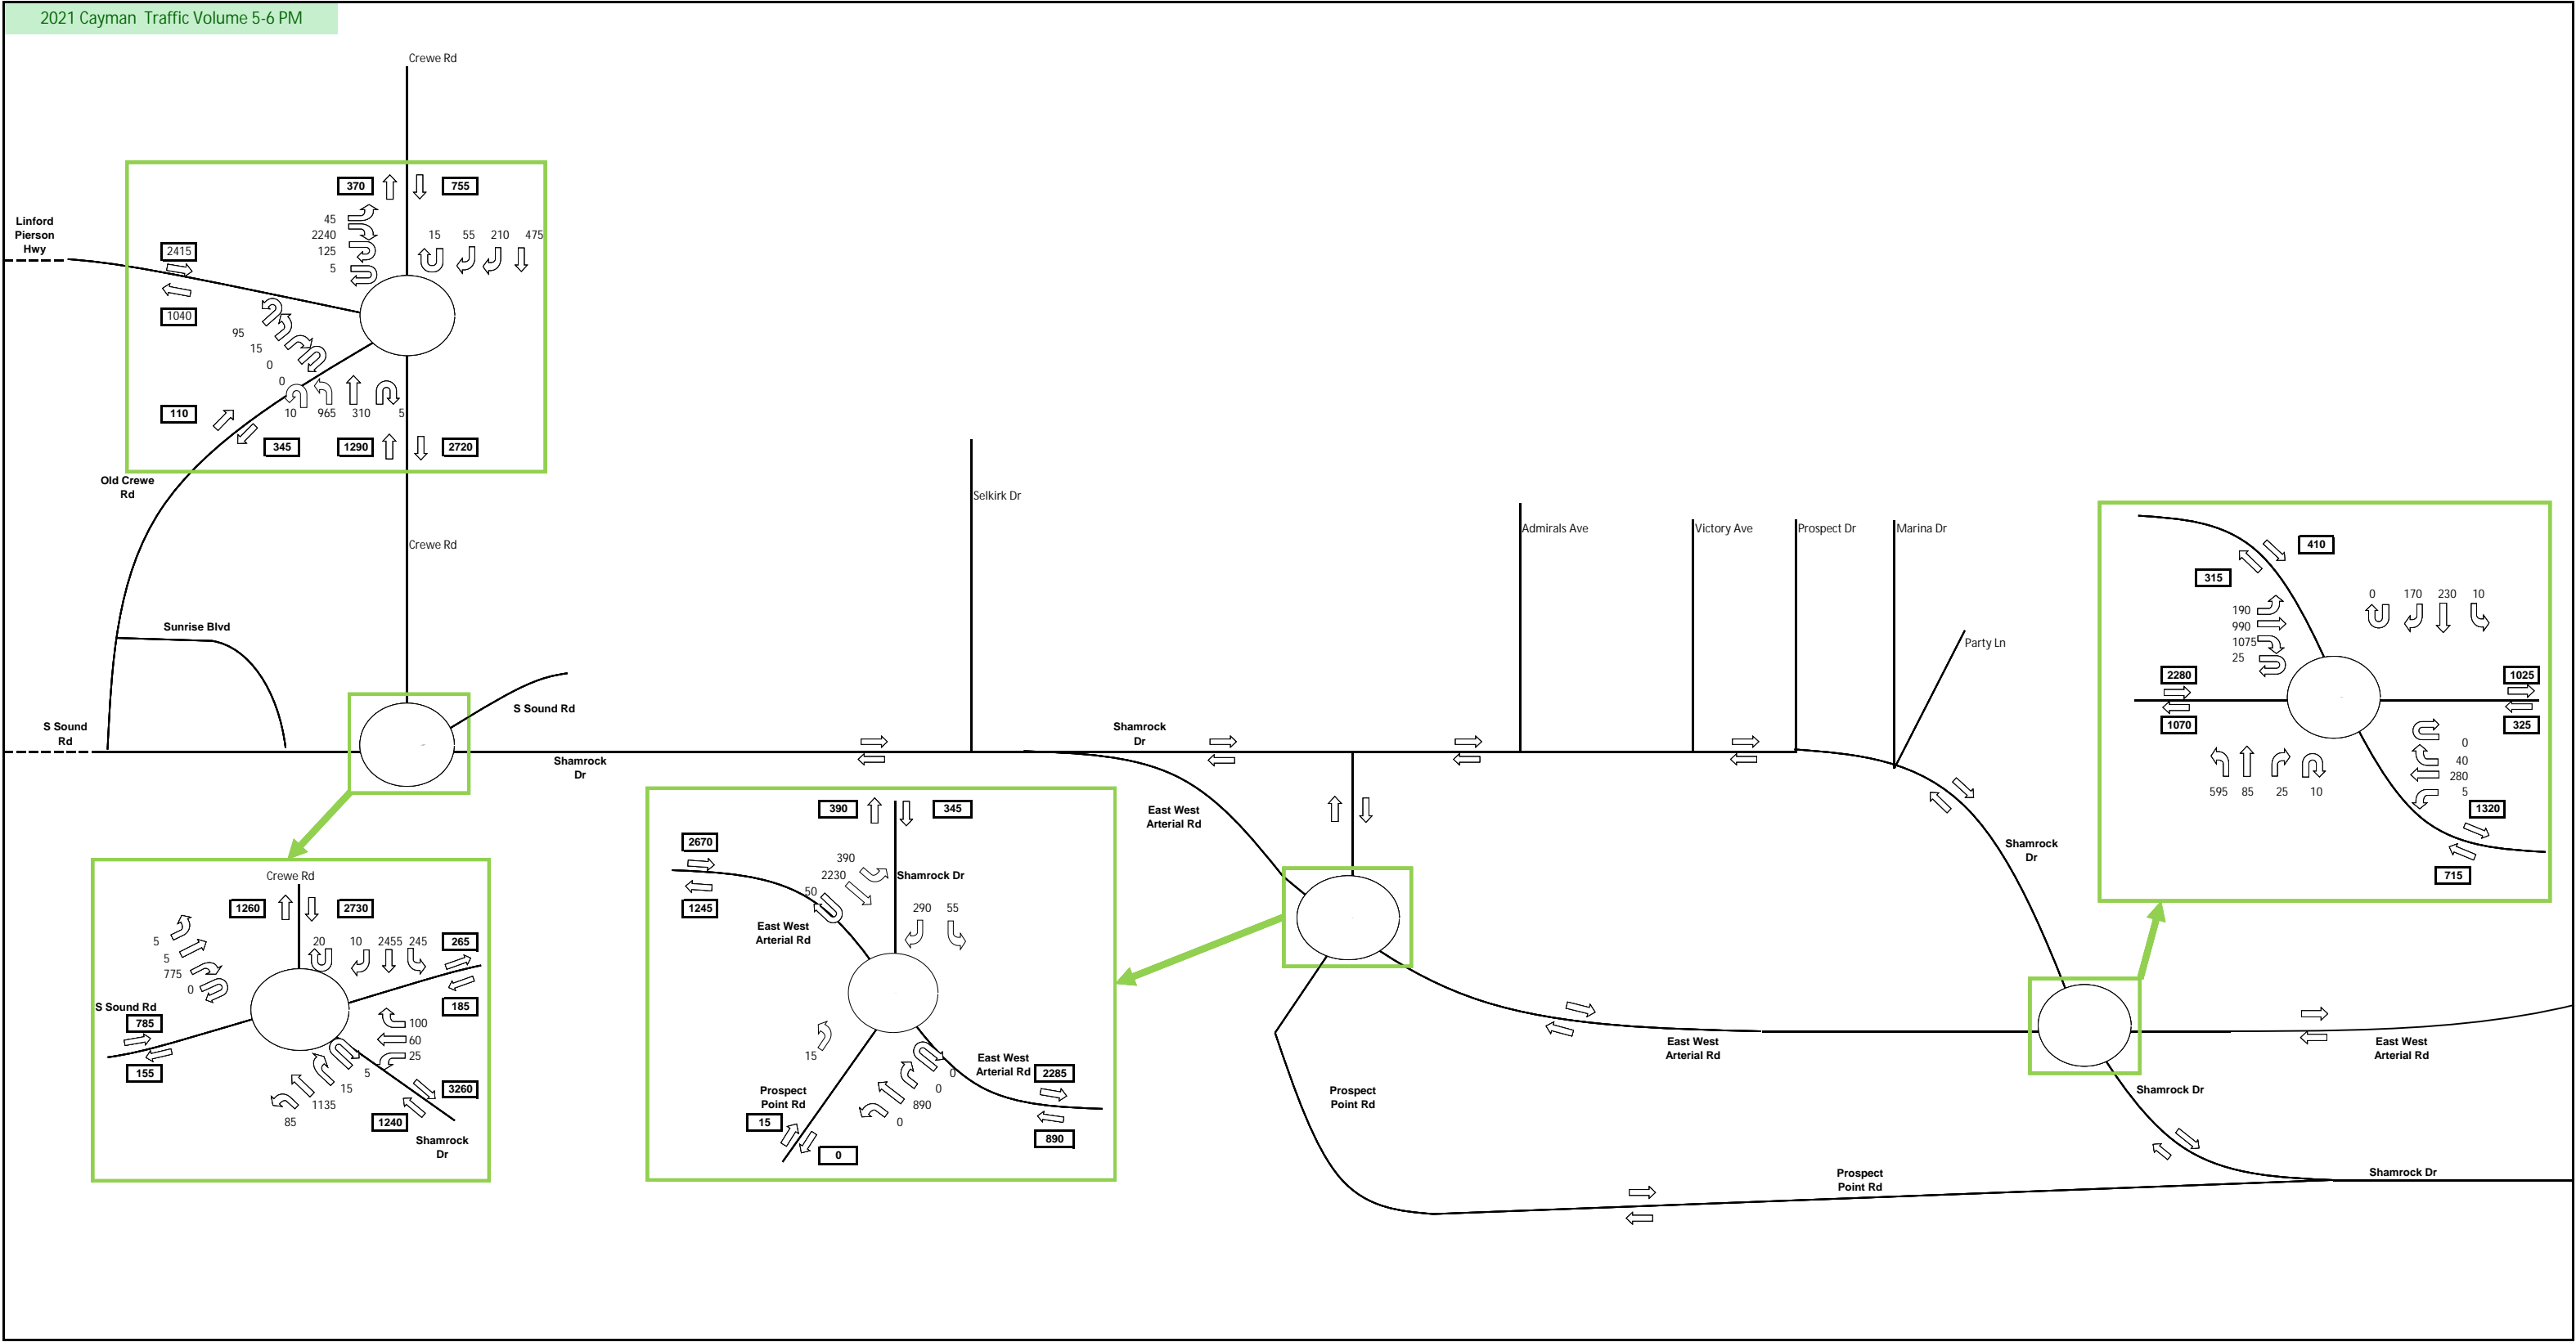 2021 Cayman Traffic Volume 5-6 PM
Crewe Rd
370
755
45
2240
125
5
15
55
210
475
Linford
Pierson
Hwy
2415
1040
95
15
0
0
10
965
310
5
110
345
1290
2720
Old Crewe
Rd
Crewe Rd
Selkirk Dr
Admirals Ave
Victory Ave
Prospect Dr
Marina Dr
Party Ln
Sunrise Blvd
S Sound
Rd
S Sound Rd
Shamrock
Dr
Shamrock
Dr
East West
Arterial Rd
Shamrock
Dr
410
315
190
990
1075
25
0
170
230
10
2280
1070
1025
325
595
85
25
10
0
40
280
5
1320
715
Crewe Rd
1260
2730
5
5
775
0
20
10
2455
245
265
185
S Sound Rd
785
155
100
60
25
5
15
1135
85
3260
1240
Shamrock
Dr
390
345
2670
1245
390
2230
50
Shamrock Dr
290
55
East West
Arterial Rd
15
Prospect
Point Rd
15
0
0
0
890
0
East West
Arterial Rd
2285
890
Prospect
Point Rd
East West
Arterial Rd
East West
Arterial Rd
Shamrock Dr
Prospect
Point Rd
Shamrock Dr